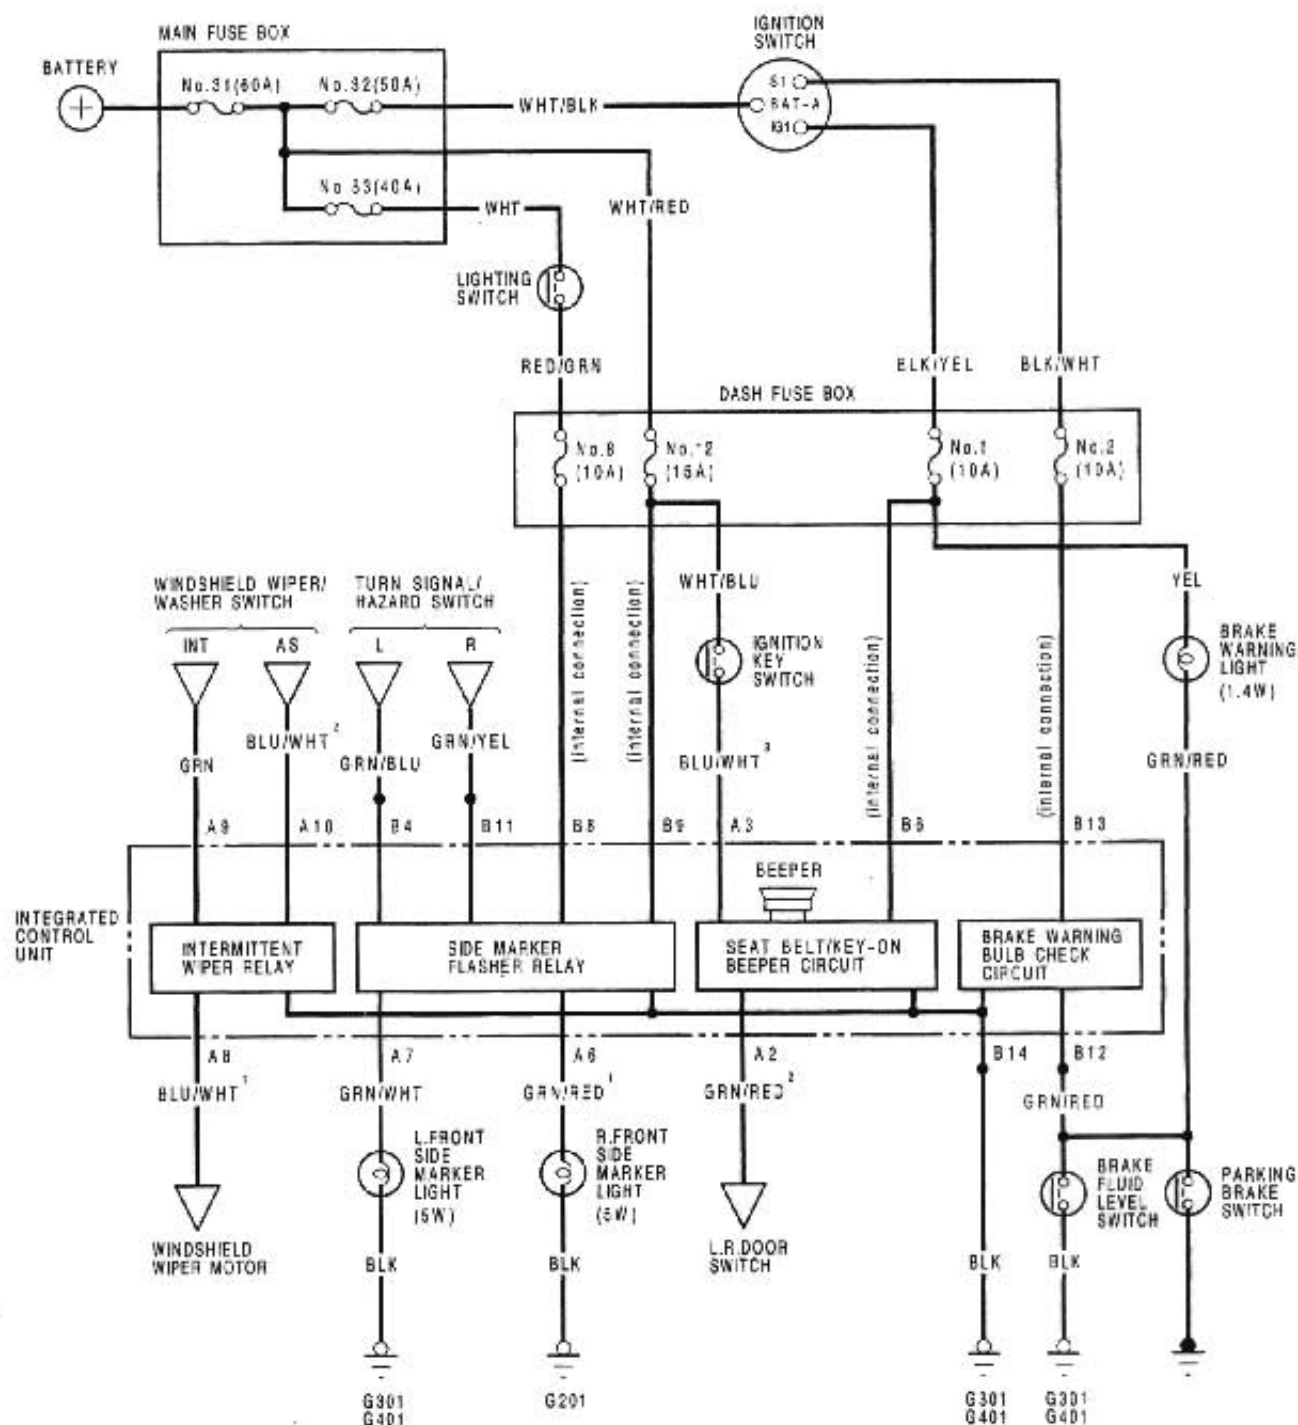 MAIN FUSE BOX
IGNITION
SWITCH
BATTERY
No.31(60A)
No.32(50A)
S1
WHT/BLK
BAT-A
IG1
No.33(40A)
WHT
WHT/RED
LIGHTING
SWITCH
RED/GRN
BLK/YEL
BLK/WHT
DASH FUSE BOX
No.8
(10A)
No.12
(15A)
No.1
(10A)
No.2
(10A)
WINDSHIELD WIPER/
WASHER SWITCH
TURN SIGNAL/
HAZARD SWITCH
(internal connection)
(internal connection)
WHT/BLU
(internal connection)
(internal connection)
YEL
INT
AS
L
R
IGNITION
KEY
SWITCH
BRAKE
WARNING
LIGHT
(1.4W)
GRN
BLU/WHT2
GRN/BLU
GRN/YEL
BLU/WHT3
GRN/RED
A9
A10
B4
B11
B8
B9
A3
B6
B13
BEEPER
INTEGRATED
CONTROL
UNIT
INTERMITTENT
WIPER RELAY
SIDE MARKER
FLASHER RELAY
SEAT BELT/KEY-ON
BEEPER CIRCUIT
BRAKE WARNING
BULB CHECK
CIRCUIT
A8
A7
A6
A2
B14
B12
BLU/WHT1
GRN/WHT
GRN/RED1
GRN/RED2
GRN/RED
L.FRONT
SIDE
MARKER
LIGHT
(5W)
R.FRONT
SIDE
MARKER
LIGHT
(5W)
BRAKE
FLUID
LEVEL
SWITCH
PARKING
BRAKE
SWITCH
WINDSHIELD
WIPER MOTOR
BLK
BLK
L.R.DOOR
SWITCH
BLK
BLK
G301
G401
G201
G301
G401
G301
G401